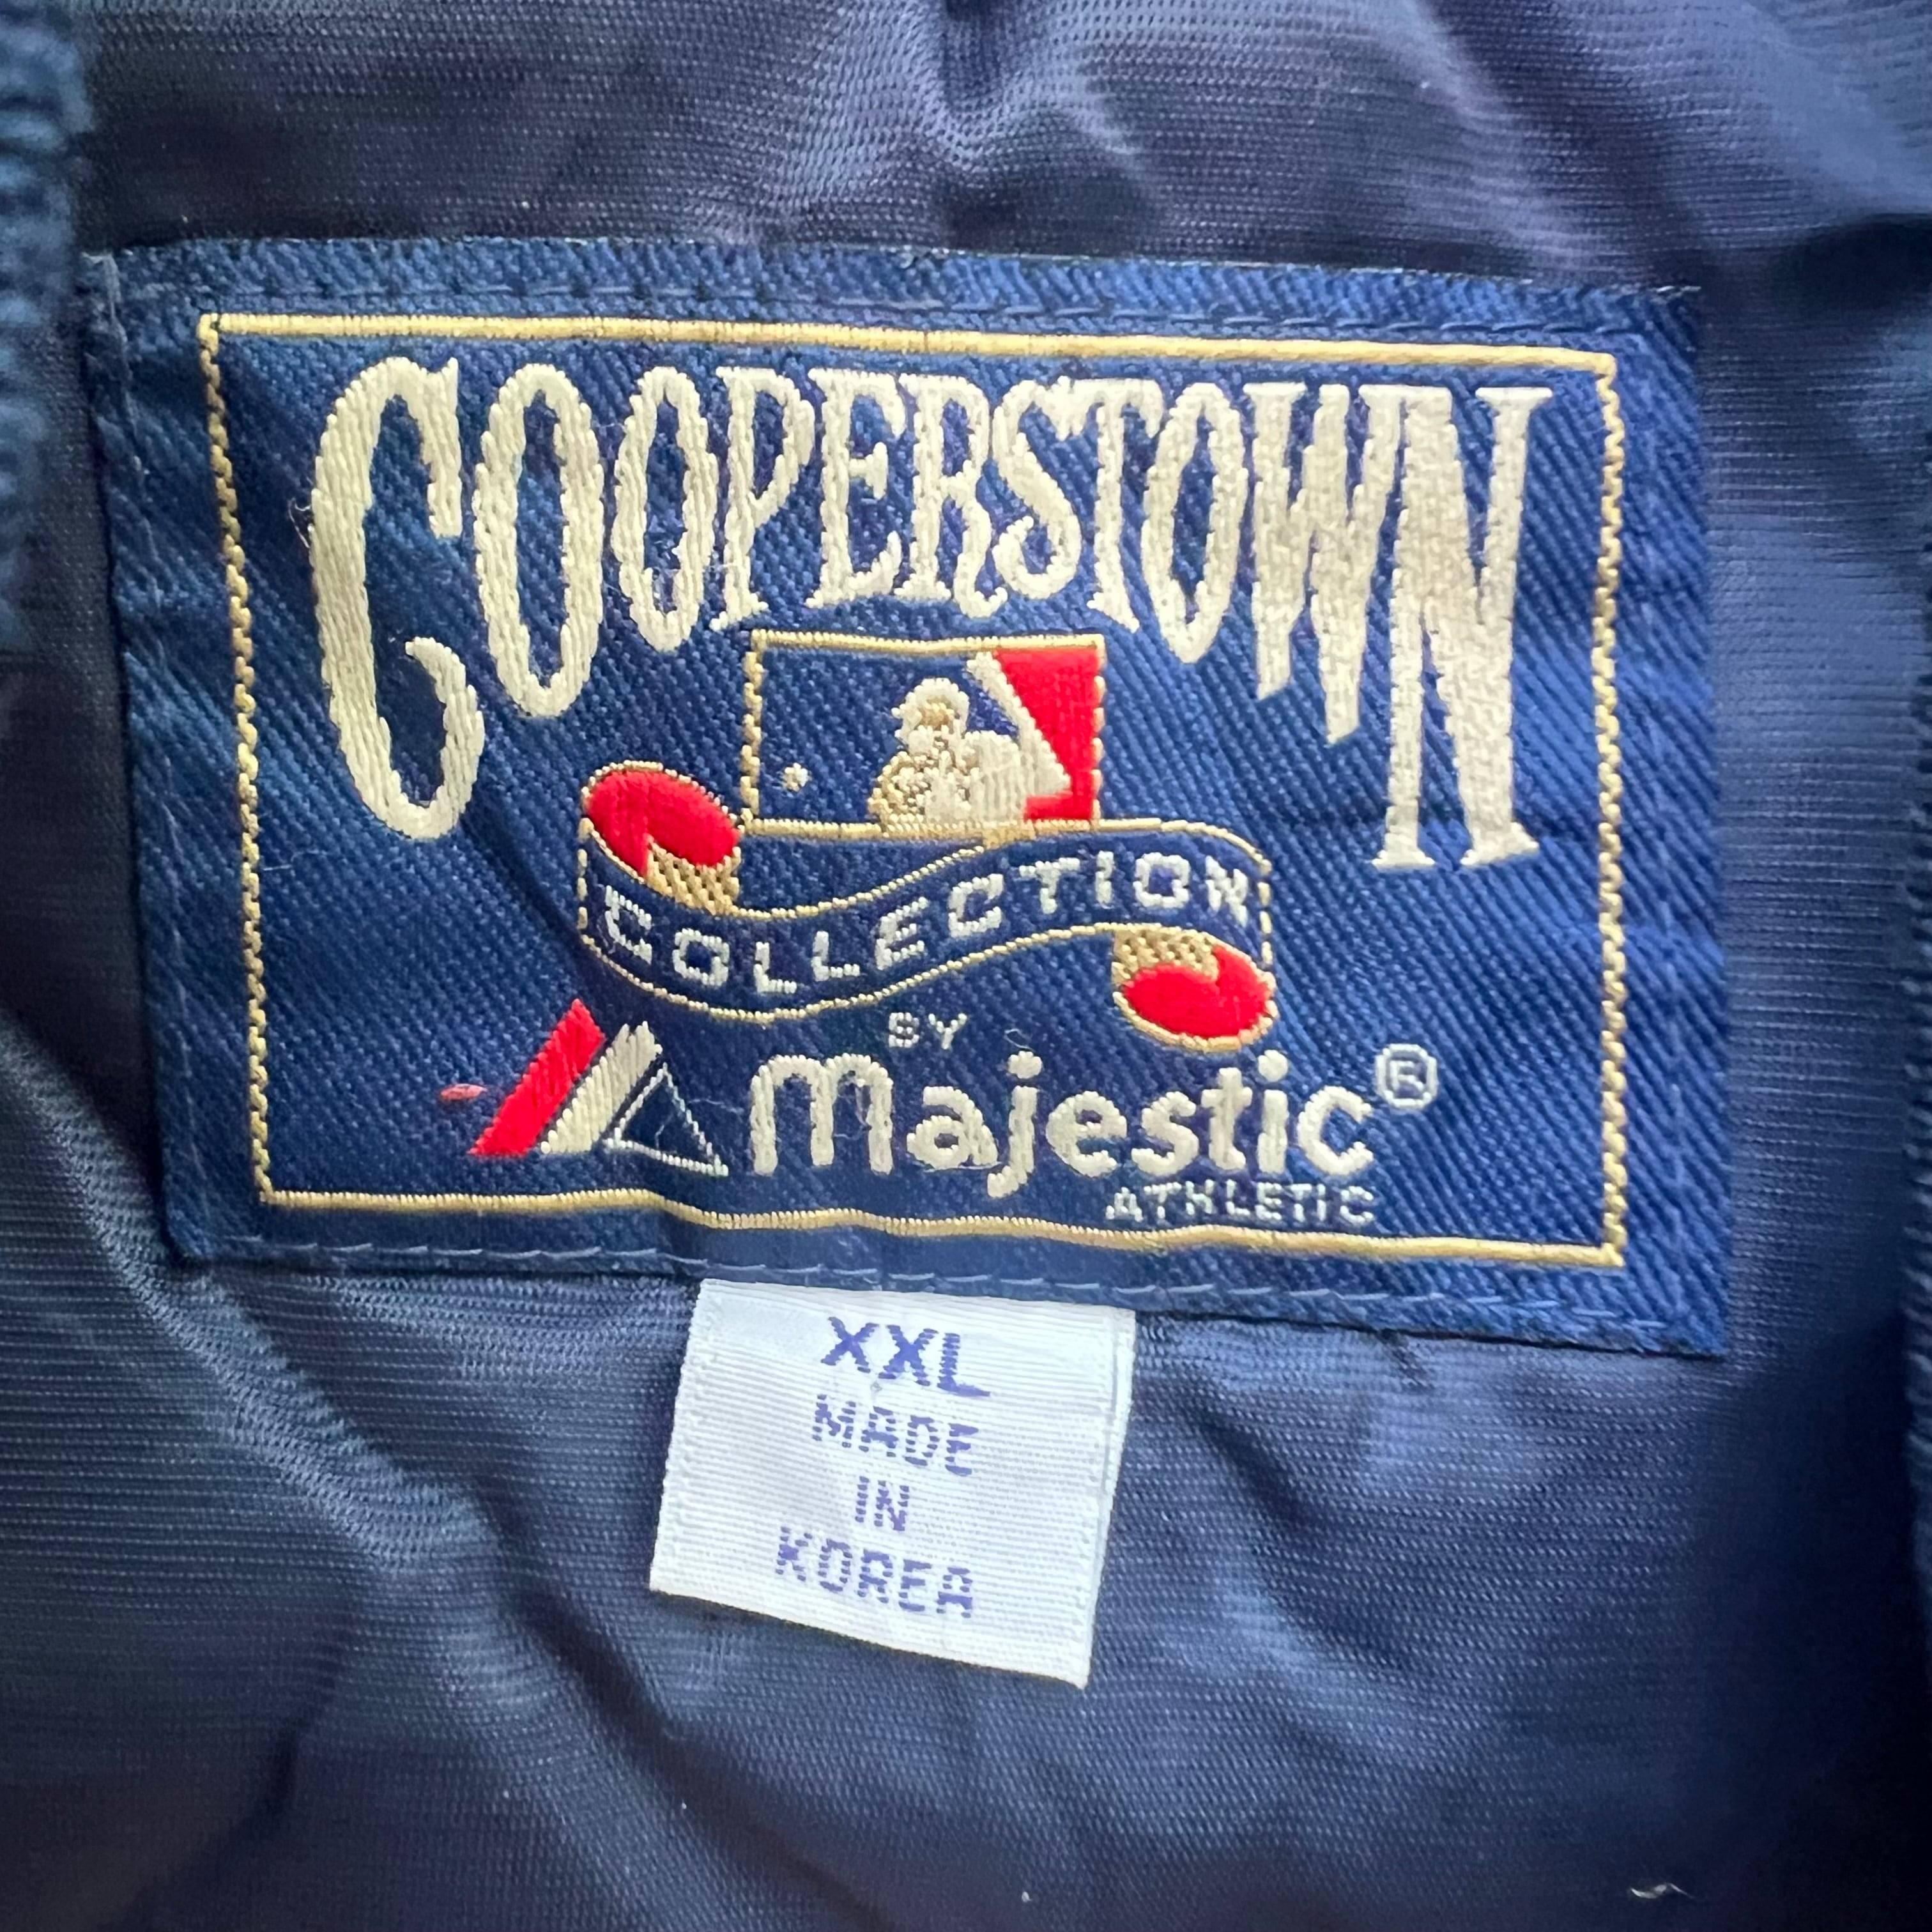 COOPERSTOWN
COLLECTION
BY
Majestic®
ATHLETIC
XXL
MADE
IN
KOREA